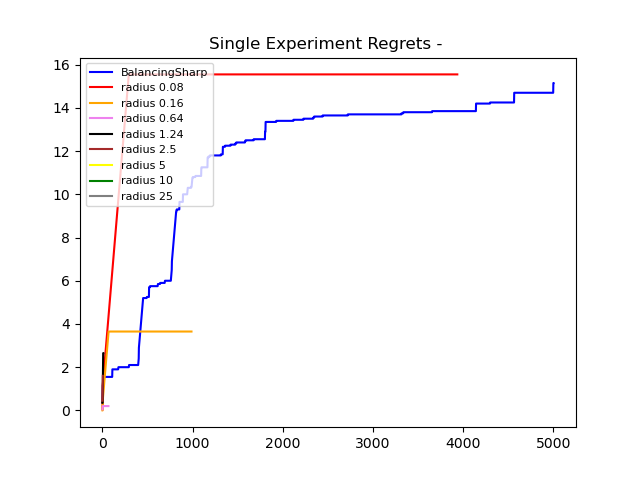 Single Experiment Regrets -
16
14
12
10
8
6
4
2
0
BalancingSharp
radius 0.08
radius 0.16
radius 0.64
radius 1.24
radius 2.5
radius 5
radius 10
radius 25
0 1000 2000 3000 4000 5000